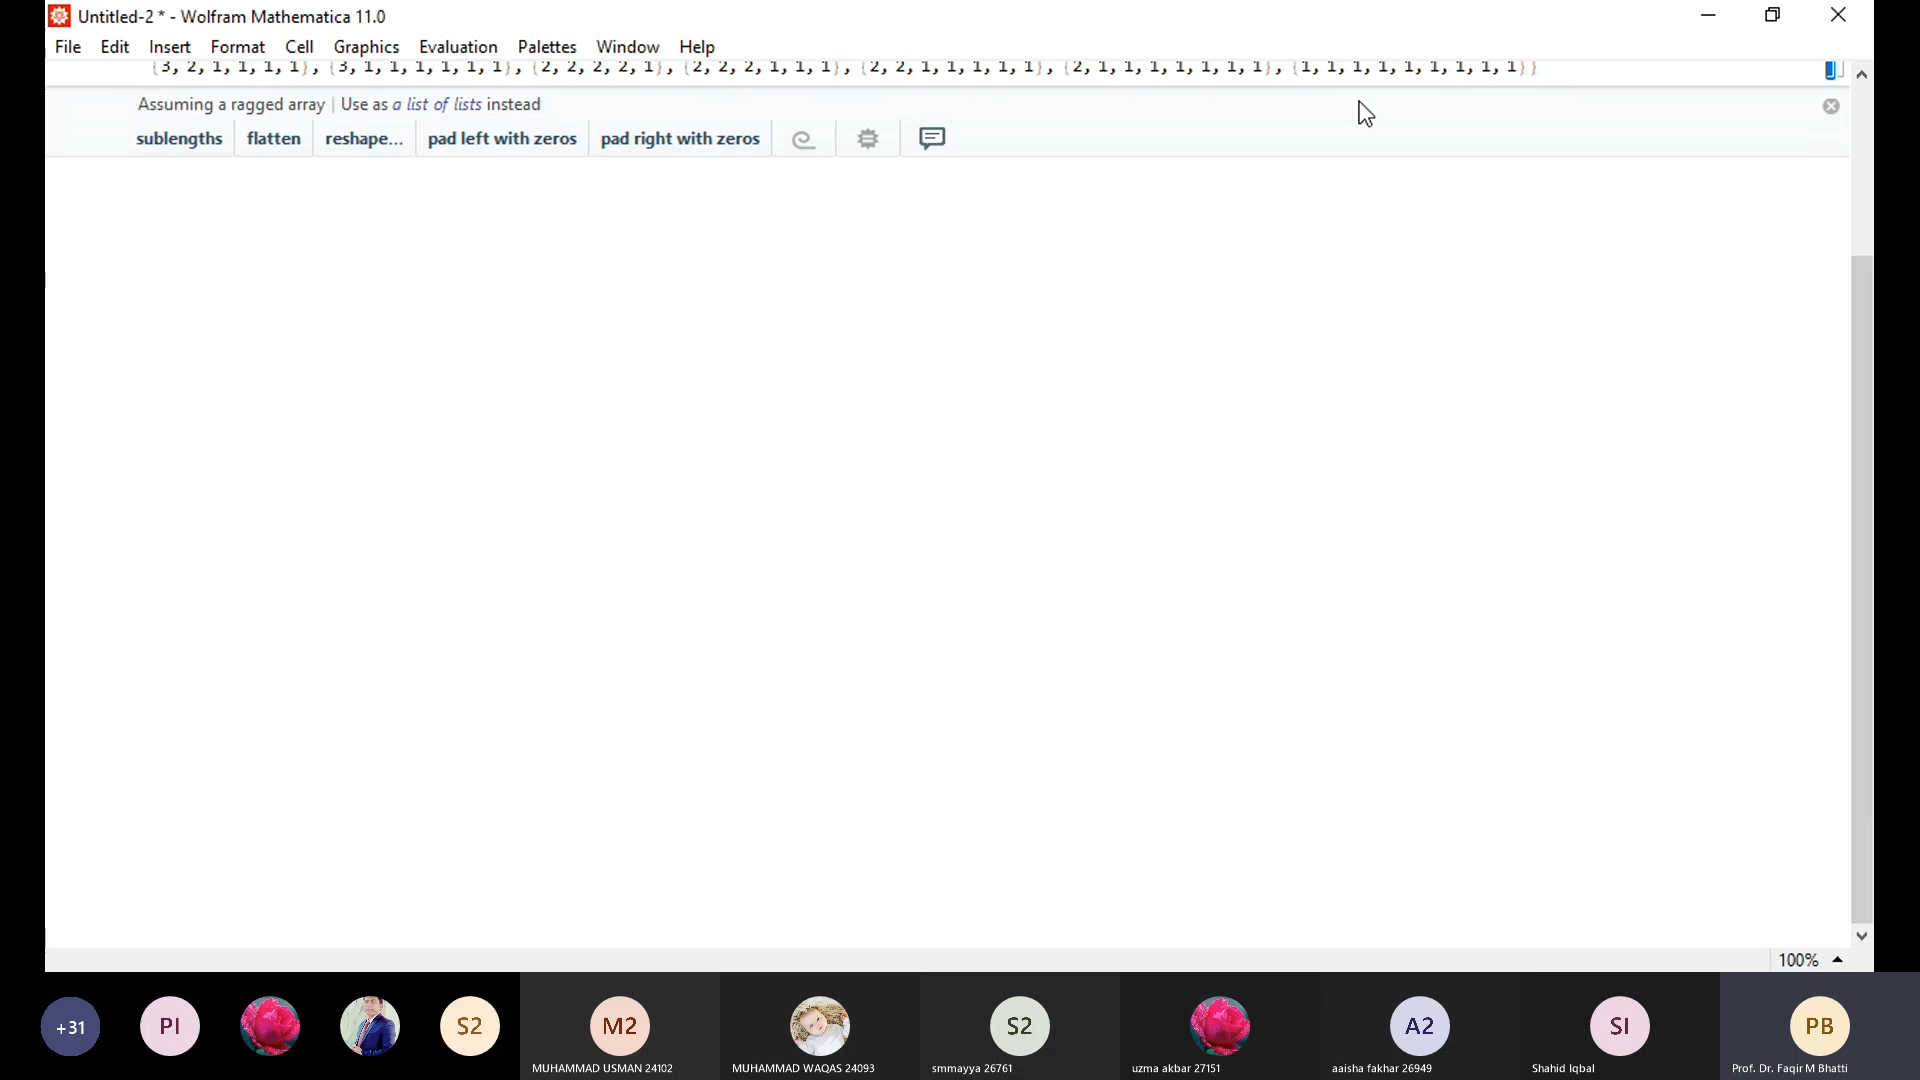 Untitled-2 * - Wolfram Mathematica 11.0
File Edit Insert Format Cell Graphics Evaluation Palettes Window Help
{3, 2, 1, 1, 1, 1}, {3, 1, 1, 1, 1, 1, 1}, {2, 2, 2, 2, 1}, {2, 2, 2, 1, 1, 1}, {2, 2, 1, 1, 1, 1, 1}, {2, 1, 1, 1, 1, 1, 1, 1}, {1, 1, 1, 1, 1, 1, 1, 1, 1}}
Assuming a ragged array | Use as a list of lists instead
sublengths flatten reshape... pad left with zeros pad right with zeros
100%
+31 PI S2 M2 S2 A2 SI PB
MUHAMMAD USMAN 24102 MUHAMMAD WAQAS 24093 smmayya 26761 uzma akbar 27151 aaisha fakhar 26949 Shahid Iqbal Prof. Dr. Faqir M Bhatti